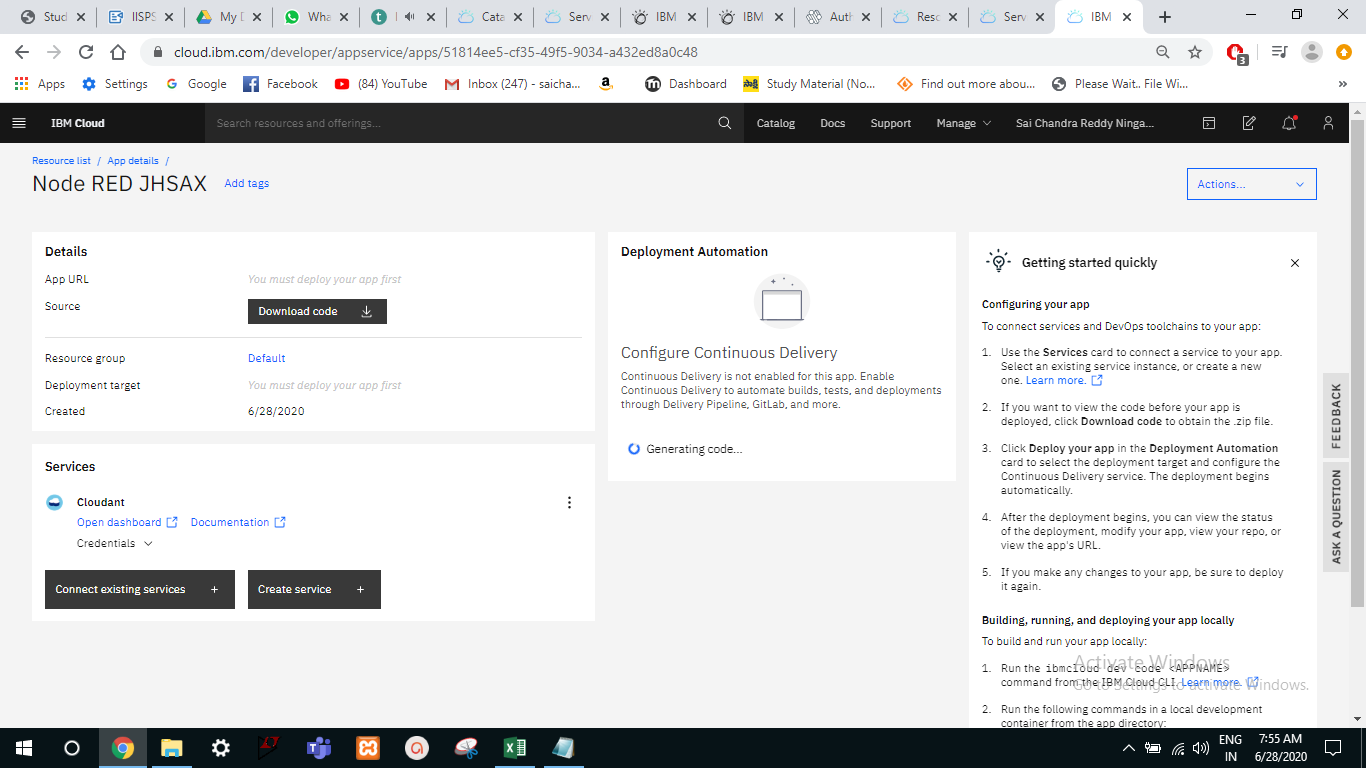 Stud
IISPS
My D
Wha
Cata
Serv
IBM
IBM
Auth
Reso
Serv
IBM
cloud.ibm.com/developer/appservice/apps/51814ee5-cf35-49f5-9034-a432ed8a0c48
3
Apps
Settings
Google
Facebook
(84) YouTube
Inbox (247) - saicha...
Dashboard
Study Material (No...
Find out more abou...
Please Wait.. File Wi...
IBM Cloud
Search resources and offerings...
Catalog
Docs
Support
Manage
Sai Chandra Reddy Ninga...
Resource list / App details /
Node RED JHSAX
Add tags
Actions...
Details
App URL
You must deploy your app first
Source
Download code
Resource group
Default
Deployment target
You must deploy your app first
Created
6/28/2020
Services
Cloudant
Open dashboard
Documentation
Credentials
Connect existing services +
Create service +
Deployment Automation
Configure Continuous Delivery
Continuous Delivery is not enabled for this app. Enable
Continuous Delivery to automate builds, tests, and deployments
through Delivery Pipeline, GitLab, and more.
Generating code...
Getting started quickly
Configuring your app
To connect services and DevOps toolchains to your app:
1. Use the Services card to connect a service to your app.
Select an existing service instance, or create a new
one. Learn more.
2. If you want to view the code before your app is
deployed, click Download code to obtain the .zip file.
3. Click Deploy your app in the Deployment Automation
card to select the deployment target and configure the
Continuous Delivery service. The deployment begins
automatically.
4. After the deployment begins, you can view the status
of the deployment, modify your app, view your repo, or
view the app's URL.
5. If you make any changes to your app, be sure to deploy
it again.
Building, running, and deploying your app locally
To build and run your app locally:
1. Run the ibmcloud dev code <APPNAME>
command from the IBM Cloud CLI. Learn more.
2. Run the following commands in a local development
container from the app directory:
FEEDBACK
ASK A QUESTION
Activate Windows
Go to Settings to activate Windows.
ENG
IN
7:55 AM
6/28/2020